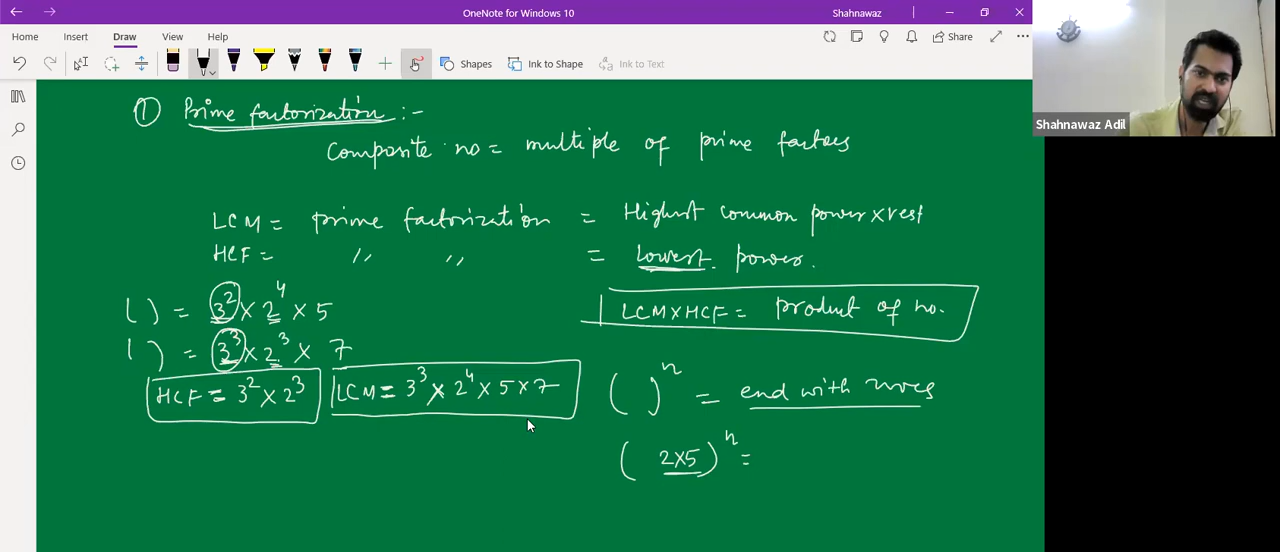 OneNote for Windows 10
Shahnawaz
Home Insert Draw View Help
Share
Shapes Ink to Shape Ink to Text
Shahnawaz Adil
① Prime factorization :-
Composite no = multiple of prime factors
LCM = prime factorization = Highest common power x rest
HCF = " " = lowest power.
( ) = 3² × 2⁴ × 5
( ) = 3³ × 2³ × 7
LCM×HCF = product of no.
HCF = 3² × 2³
LCM = 3³ × 2⁴ × 5 × 7
( )ⁿ = end with
( 2×5 )ⁿ =